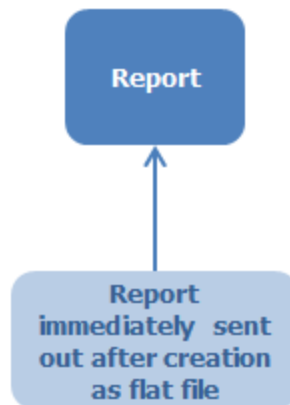 Report
Report
immediately sent
out after creation
as flat file